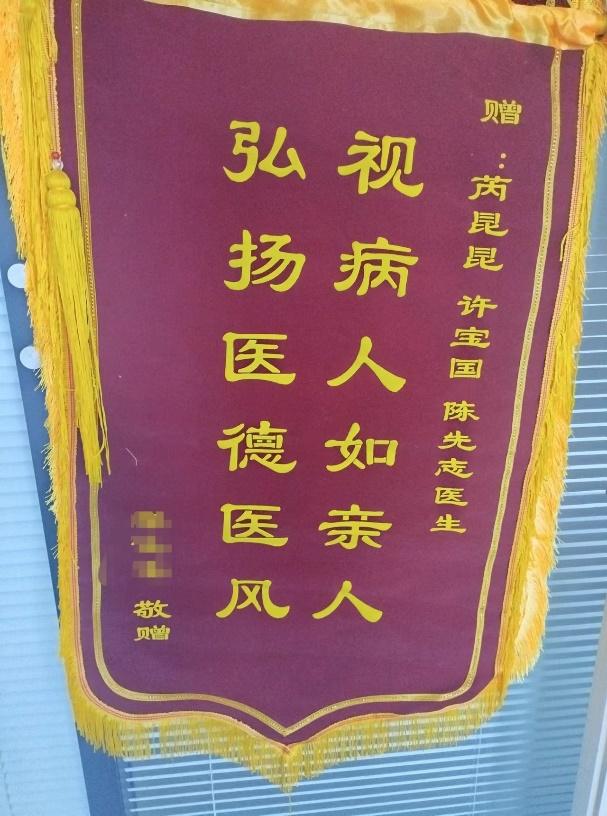 赠：芮昆昆 许宝国 陈先志医生
视病人如亲人
弘扬医德医风
敬赠